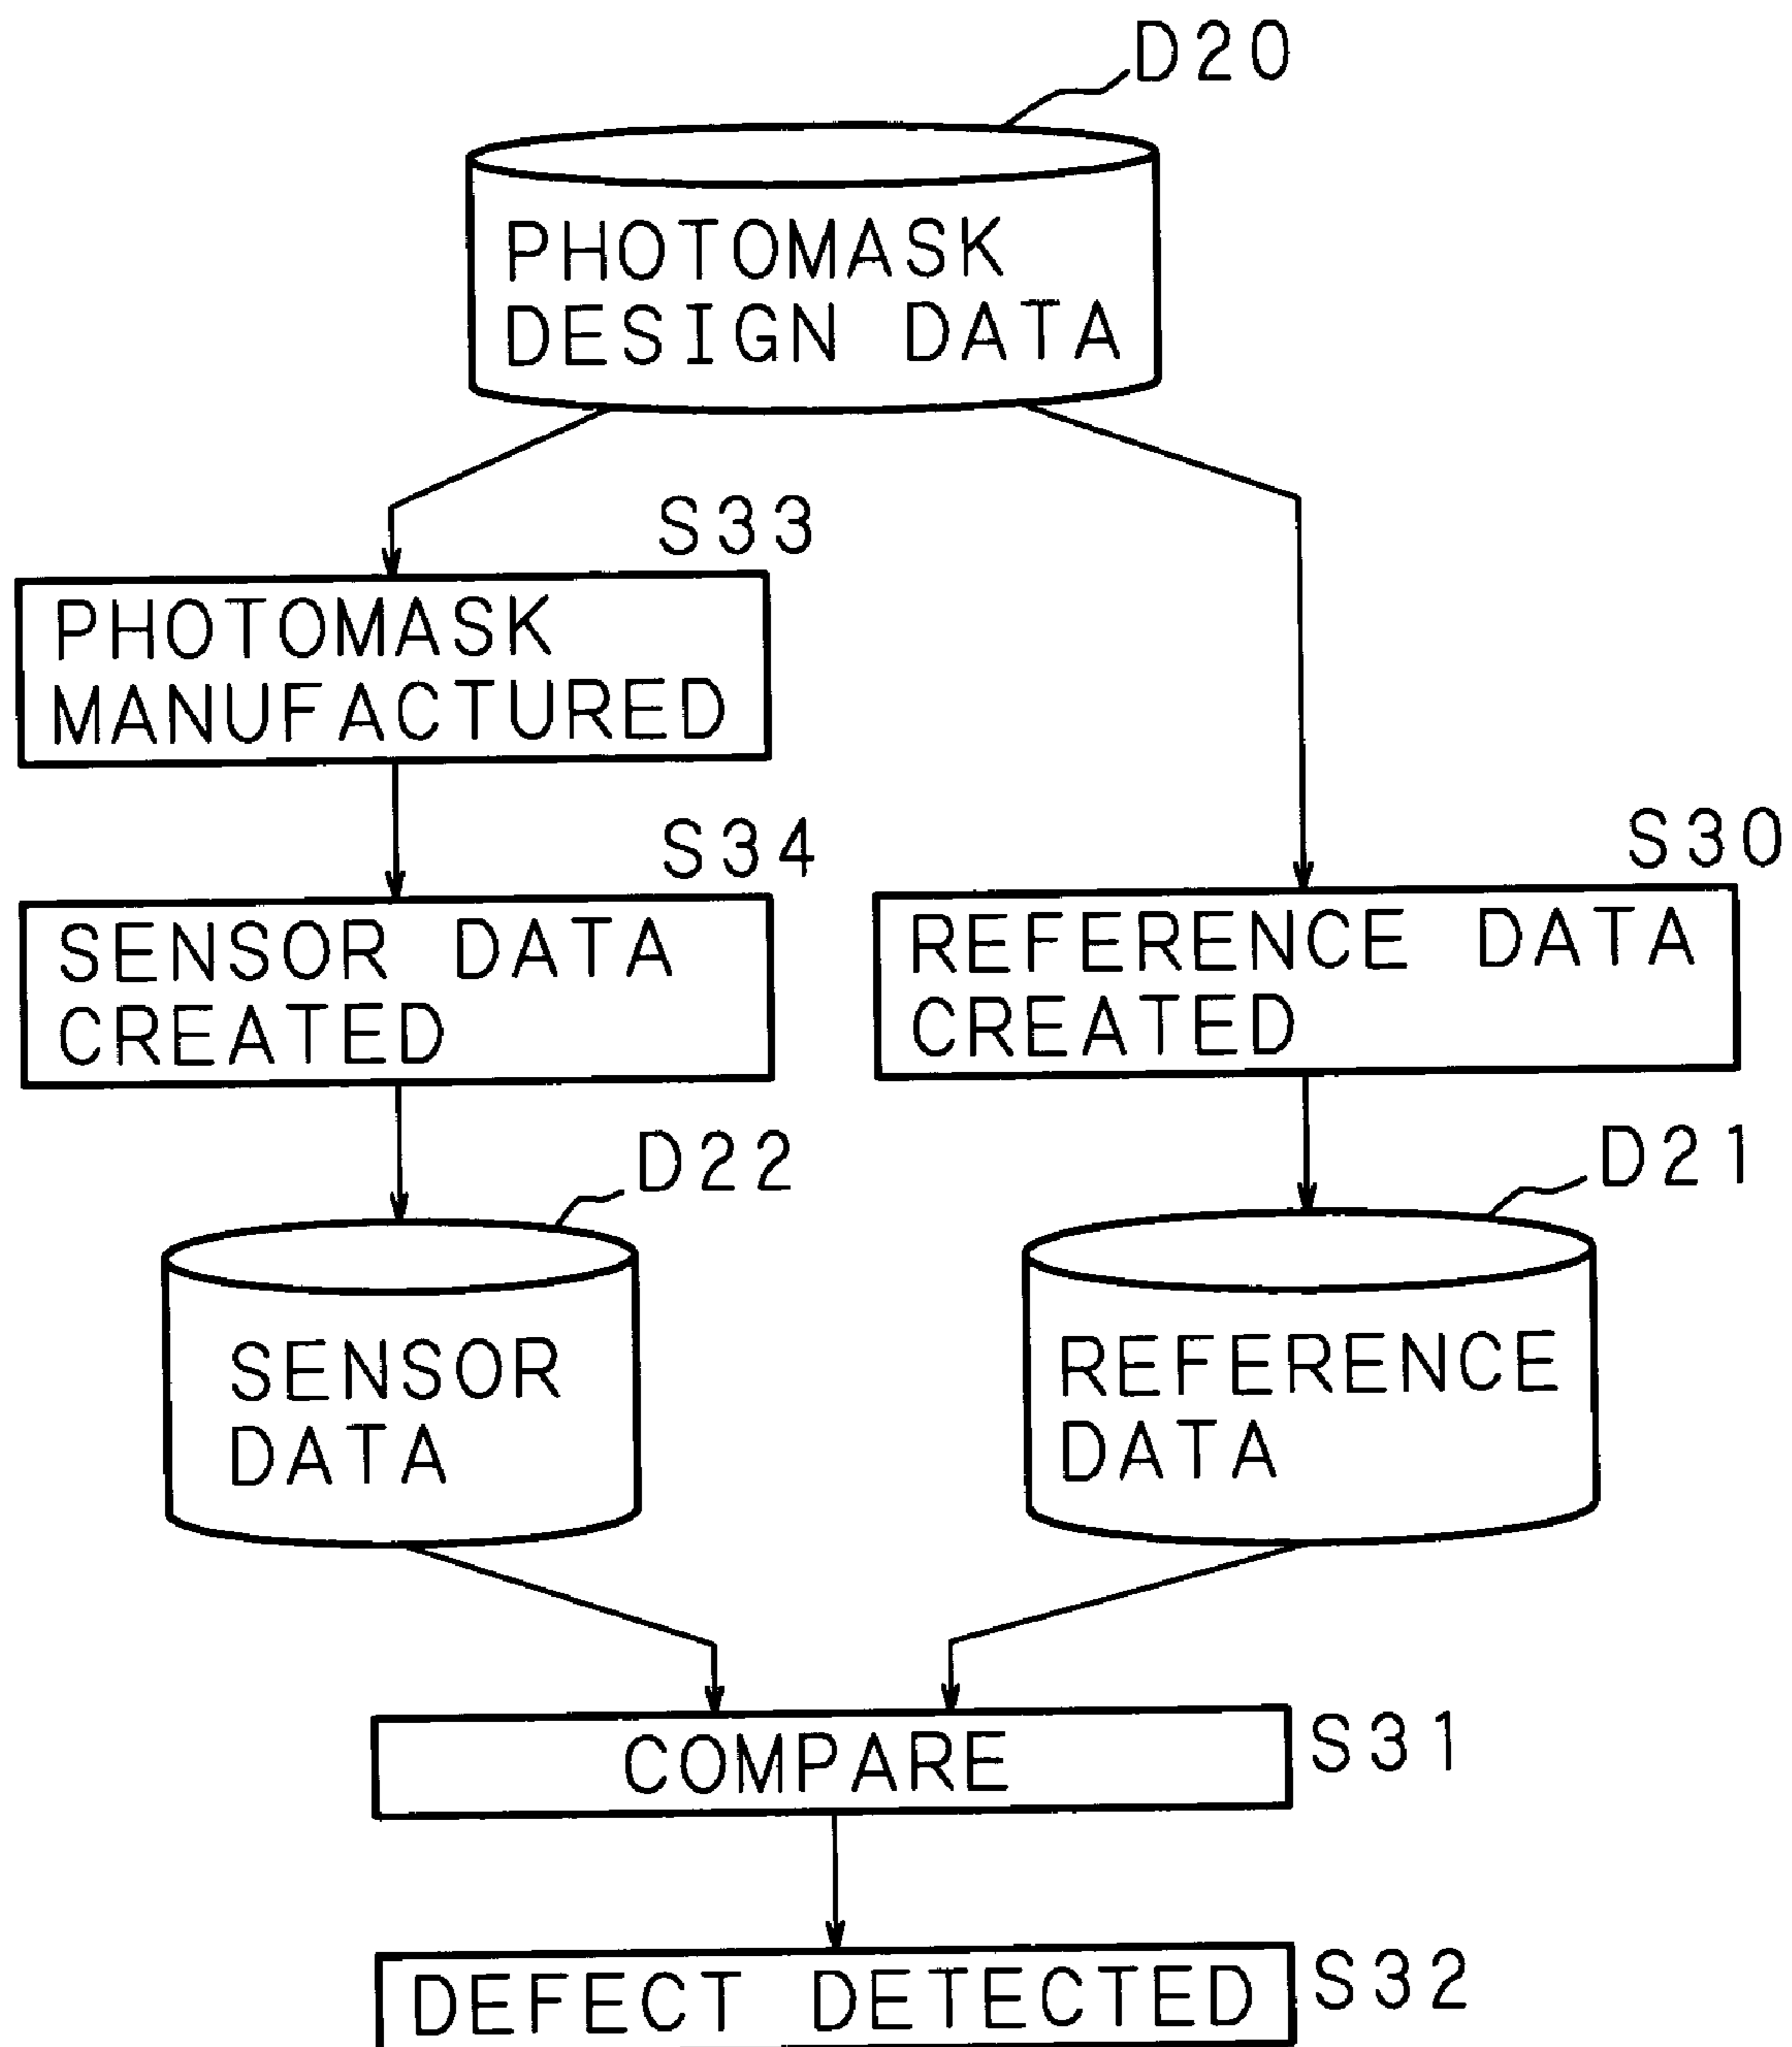 D20
PHOTOMASK
DESIGN DATA
S33
PHOTOMASK
MANUFACTURED
S34
SENSOR DATA
CREATED
S30
REFERENCE DATA
CREATED
D22
SENSOR
DATA
D21
REFERENCE
DATA
COMPARE
S31
DEFECT DETECTED
S32